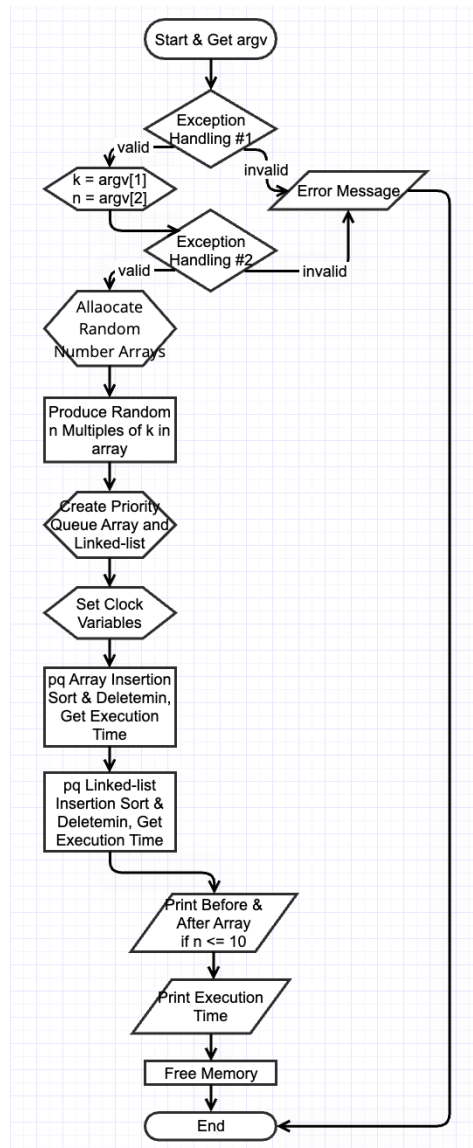 Start & Get argv
Exception
Handling #1
valid
invalid
k = argv[1]
n = argv[2]
Error Message
Exception
Handling #2
valid
invalid
Allaocate
Random
Number Arrays
Produce Random
n Multiples of k in
array
Create Priority
Queue Array and
Linked-list
Set Clock
Variables
pq Array Insertion
Sort & Deletemin,
Get Execution
Time
pq Linked-list
Insertion Sort &
Deletemin, Get
Execution Time
Print Before &
After Array
if n <= 10
Print Execution
Time
Free Memory
End